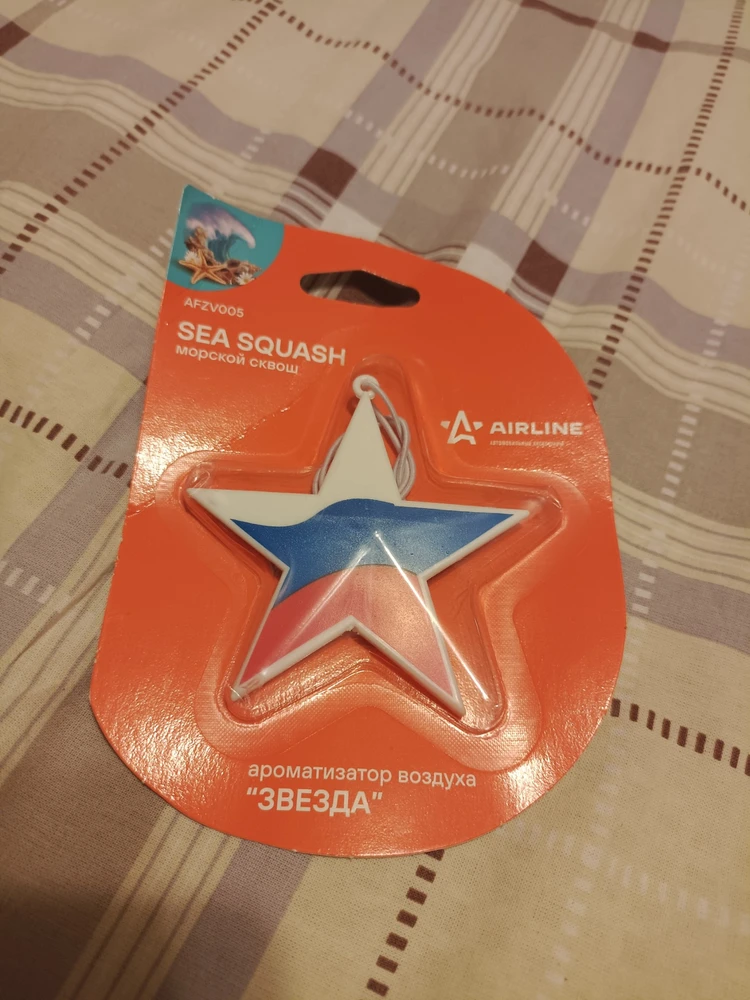 AFZV005
SEA SQUASH
морской сквош
AIRLINE
ароматизатор воздуха
"ЗВЕЗДА"